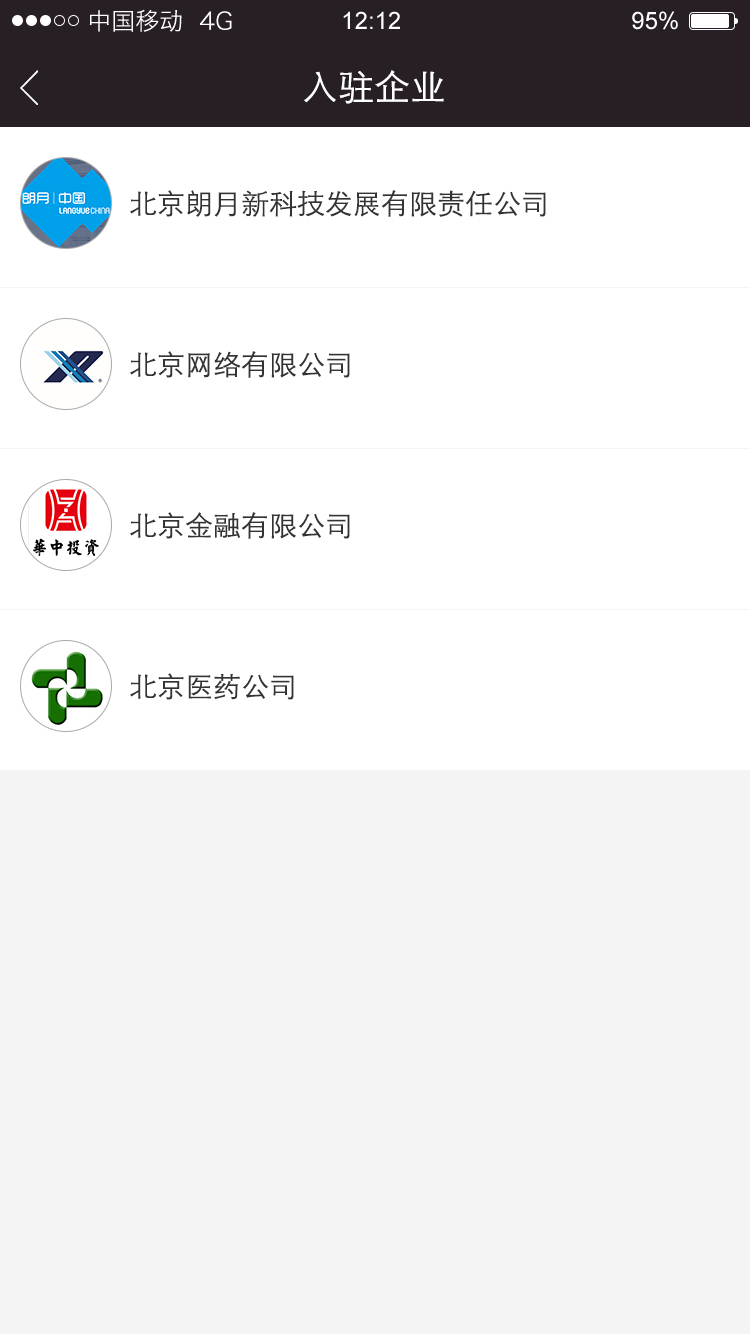 中国移动 4G 12:12 95%
入驻企业
朗月 中国
LANGYUECHINA
北京朗月新科技发展有限责任公司
北京网络有限公司
華中投資
北京金融有限公司
北京医药公司